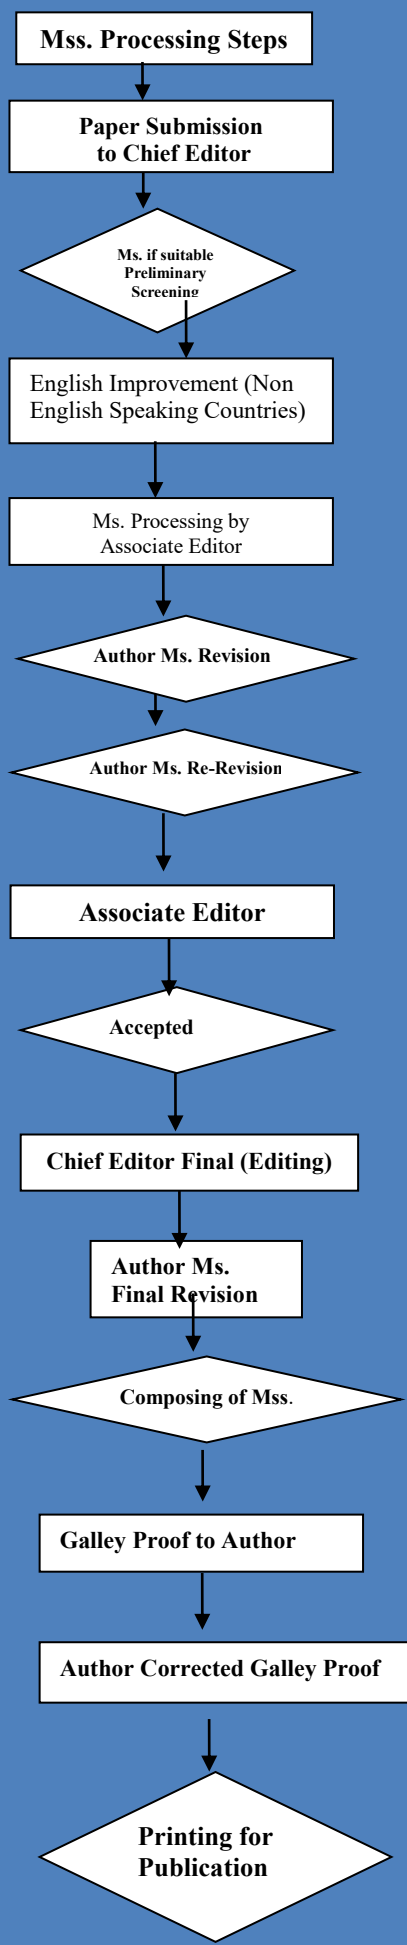 Mss. Processing Steps
Paper Submission
to Chief Editor
Ms. if suitable
Preliminary
Screening
English Improvement (Non
English Speaking Countries)
Ms. Processing by
Associate Editor
Author Ms. Revision
Author Ms. Re-Revision
Associate Editor
Accepted
Chief Editor Final (Editing)
Author Ms.
Final Revision
Composing of Mss.
Galley Proof to Author
Author Corrected Galley Proof
Printing for
Publication